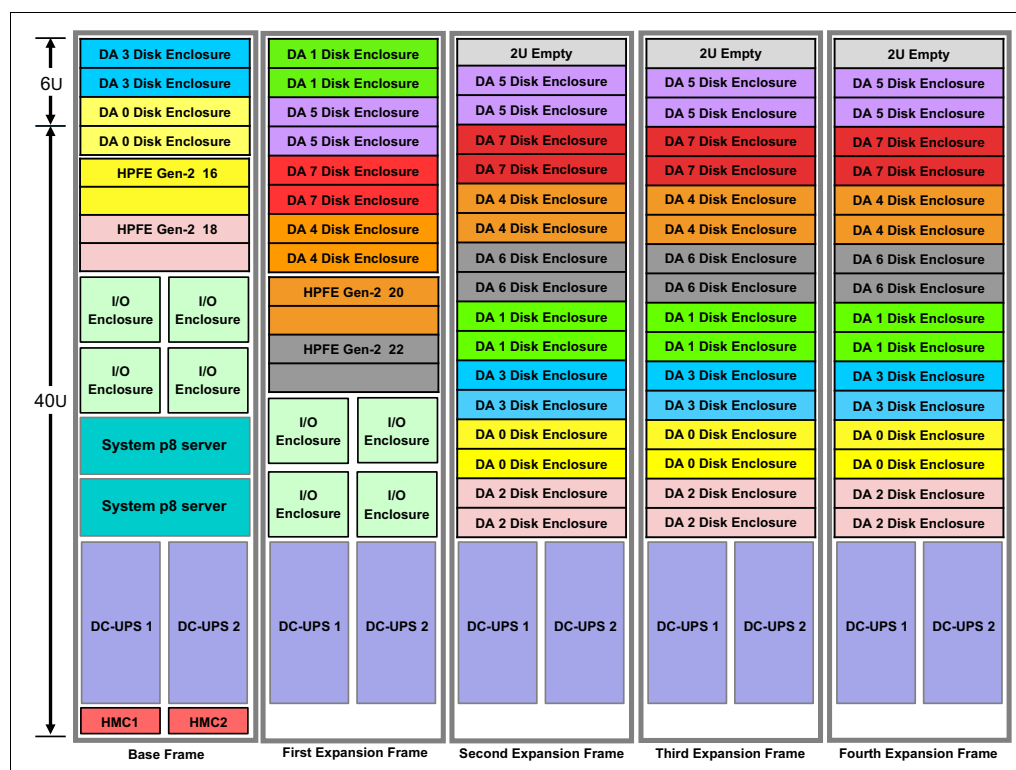 6U
40U
DA 3 Disk Enclosure
DA 3 Disk Enclosure
DA 0 Disk Enclosure
DA 0 Disk Enclosure
HPFE Gen-2 16
HPFE Gen-2 18
I/O
Enclosure
I/O
Enclosure
I/O
Enclosure
I/O
Enclosure
System p8 server
System p8 server
DC-UPS 1
DC-UPS 2
HMC1
HMC2
Base Frame
DA 1 Disk Enclosure
DA 1 Disk Enclosure
DA 5 Disk Enclosure
DA 5 Disk Enclosure
DA 7 Disk Enclosure
DA 7 Disk Enclosure
DA 4 Disk Enclosure
DA 4 Disk Enclosure
HPFE Gen-2 20
HPFE Gen-2 22
I/O
Enclosure
I/O
Enclosure
I/O
Enclosure
I/O
Enclosure
DC-UPS 1
DC-UPS 2
First Expansion Frame
2U Empty
DA 5 Disk Enclosure
DA 5 Disk Enclosure
DA 7 Disk Enclosure
DA 7 Disk Enclosure
DA 4 Disk Enclosure
DA 4 Disk Enclosure
DA 6 Disk Enclosure
DA 6 Disk Enclosure
DA 1 Disk Enclosure
DA 1 Disk Enclosure
DA 3 Disk Enclosure
DA 3 Disk Enclosure
DA 0 Disk Enclosure
DA 0 Disk Enclosure
DA 2 Disk Enclosure
DA 2 Disk Enclosure
DC-UPS 1
DC-UPS 2
Second Expansion Frame
2U Empty
DA 5 Disk Enclosure
DA 5 Disk Enclosure
DA 7 Disk Enclosure
DA 7 Disk Enclosure
DA 4 Disk Enclosure
DA 4 Disk Enclosure
DA 6 Disk Enclosure
DA 6 Disk Enclosure
DA 1 Disk Enclosure
DA 1 Disk Enclosure
DA 3 Disk Enclosure
DA 3 Disk Enclosure
DA 0 Disk Enclosure
DA 0 Disk Enclosure
DA 2 Disk Enclosure
DA 2 Disk Enclosure
DC-UPS 1
DC-UPS 2
Third Expansion Frame
2U Empty
DA 5 Disk Enclosure
DA 5 Disk Enclosure
DA 7 Disk Enclosure
DA 7 Disk Enclosure
DA 4 Disk Enclosure
DA 4 Disk Enclosure
DA 6 Disk Enclosure
DA 6 Disk Enclosure
DA 1 Disk Enclosure
DA 1 Disk Enclosure
DA 3 Disk Enclosure
DA 3 Disk Enclosure
DA 0 Disk Enclosure
DA 0 Disk Enclosure
DA 2 Disk Enclosure
DA 2 Disk Enclosure
DC-UPS 1
DC-UPS 2
Fourth Expansion Frame